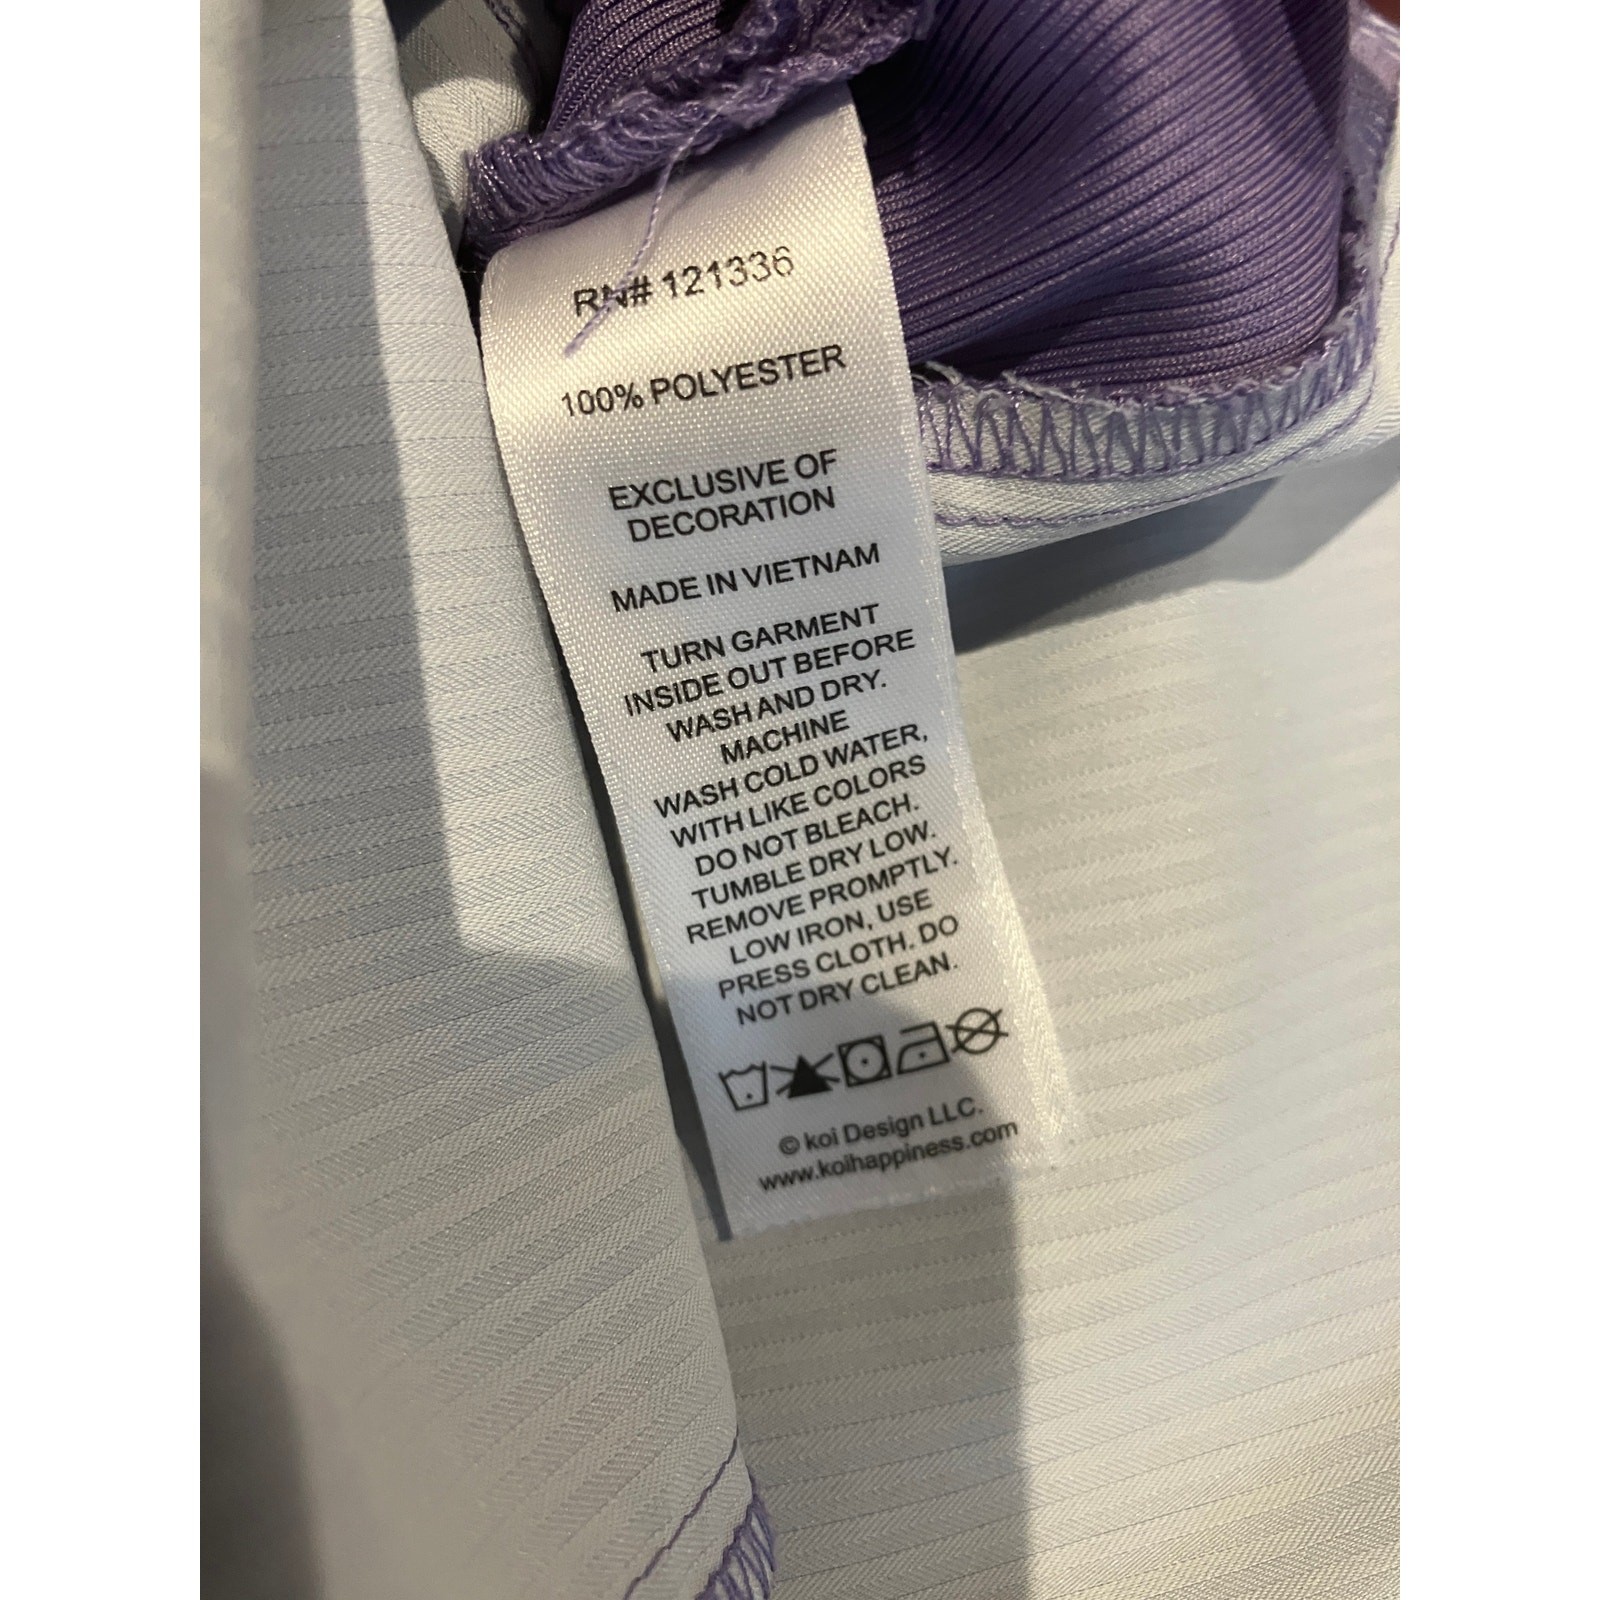 RN# 121336
100% POLYESTER
EXCLUSIVE OF
DECORATION
MADE IN VIETNAM
TURN GARMENT
INSIDE OUT BEFORE
WASH AND DRY.
MACHINE
WASH COLD WATER,
WITH LIKE COLORS
DO NOT BLEACH.
TUMBLE DRY LOW.
REMOVE PROMPTLY.
LOW IRON, USE
PRESS CLOTH. DO
NOT DRY CLEAN.
© koi Design LLC.
www.koihappiness.com